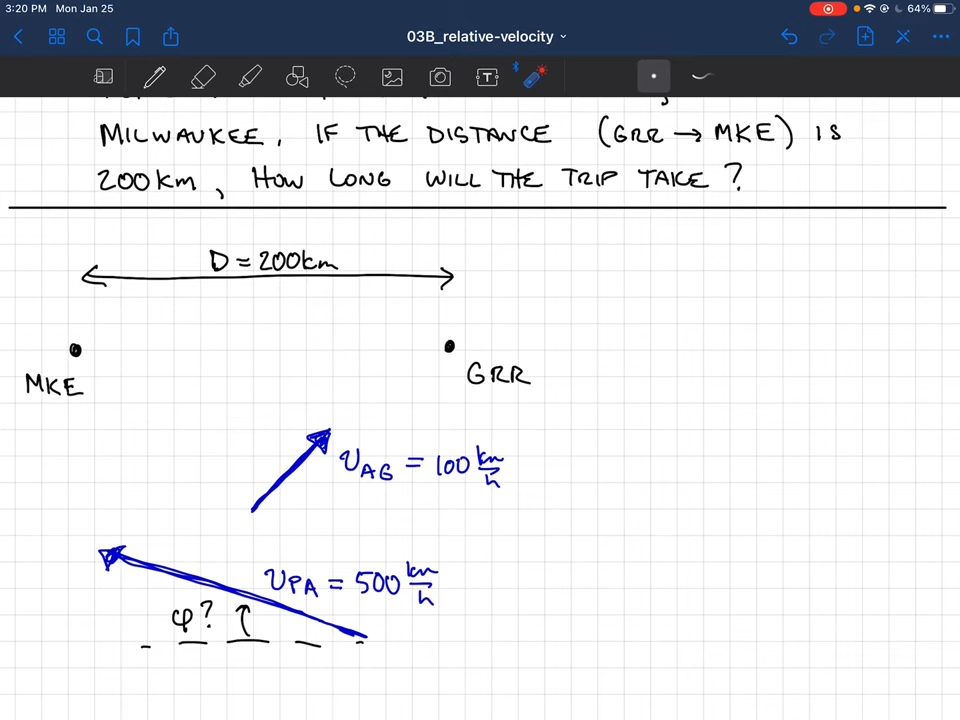 3:20 PM Mon Jan 25
64%
03B_relative-velocity
T
MILWAUKEE. IF THE DISTANCE (GRR → MKE) IS
200km, HOW LONG WILL THE TRIP TAKE?
D = 200km
MKE
GRR
v_AG = 100 km/h
v_PA = 500 km/h
φ? ↑